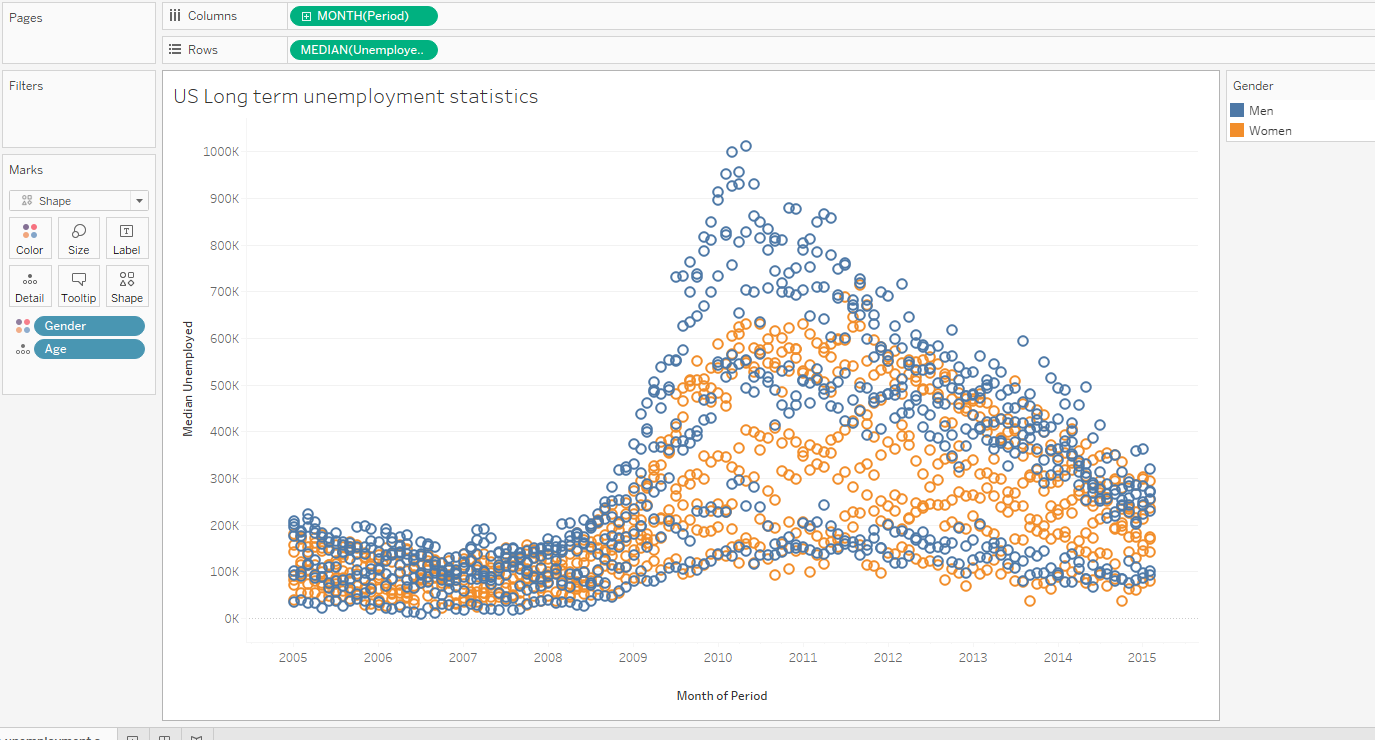 Pages
Columns
MONTH(Period)
Rows
MEDIAN(Unemploye..
Filters
Marks
Shape
Color
Size
Label
Detail
Tooltip
Shape
Gender
Age
US Long term unemployment statistics
Median Unemployed
1000K
900K
800K
700K
600K
500K
400K
300K
200K
100K
0K
2005
2006
2007
2008
2009
2010
2011
2012
2013
2014
2015
Month of Period
Gender
Men
Women